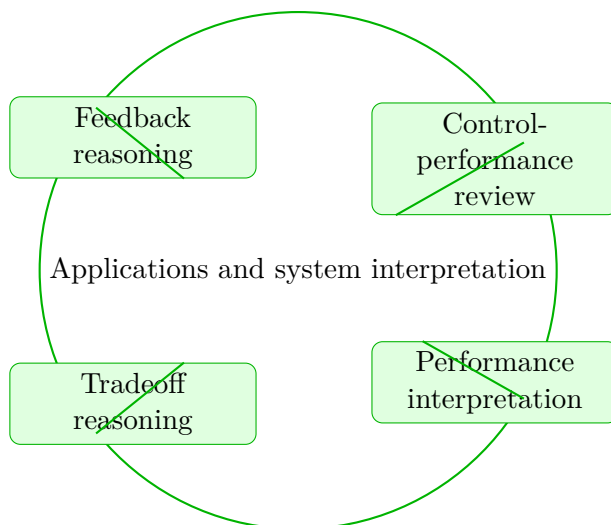 Feedback
reasoning
Control-
performance
review
Applications and system interpretation
Tradeoff
reasoning
Performance
interpretation